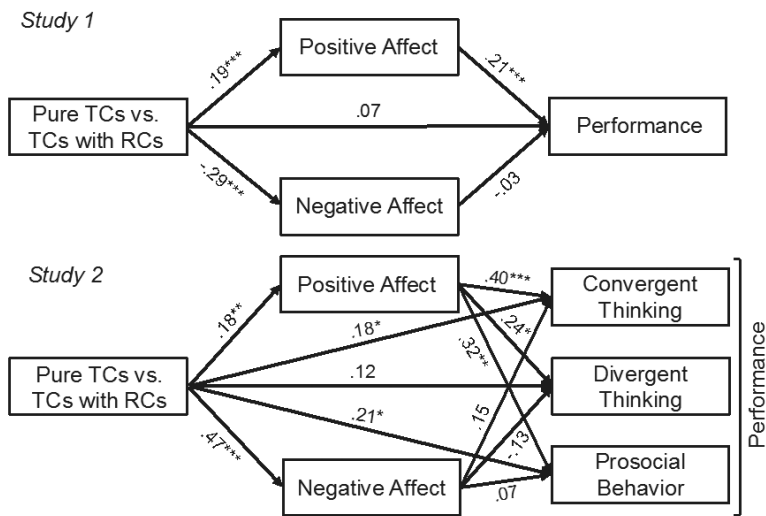 Study 1
Positive Affect
.19***
.21***
Pure TCs vs.
TCs with RCs
.07
Performance
-.29***
-.03
Negative Affect
Study 2
Positive Affect
.40***
Convergent
Thinking
.18**
.18*
.24*
.32**
Pure TCs vs.
TCs with RCs
.12
Divergent
Thinking
Performance
.21*
.15
-.13
.47***
Negative Affect
.07
Prosocial
Behavior